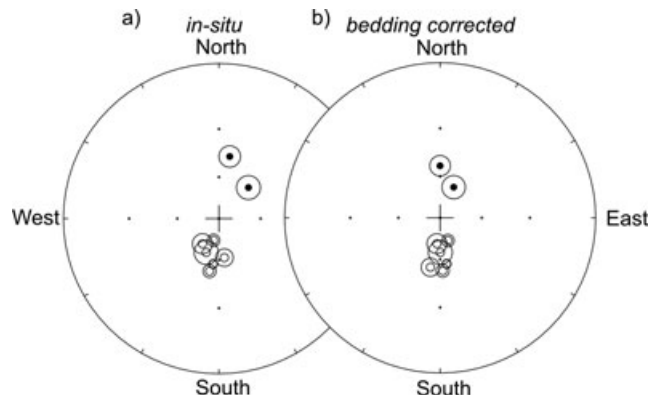 a) in-situ
b) bedding corrected
North
North
West
East
South
South